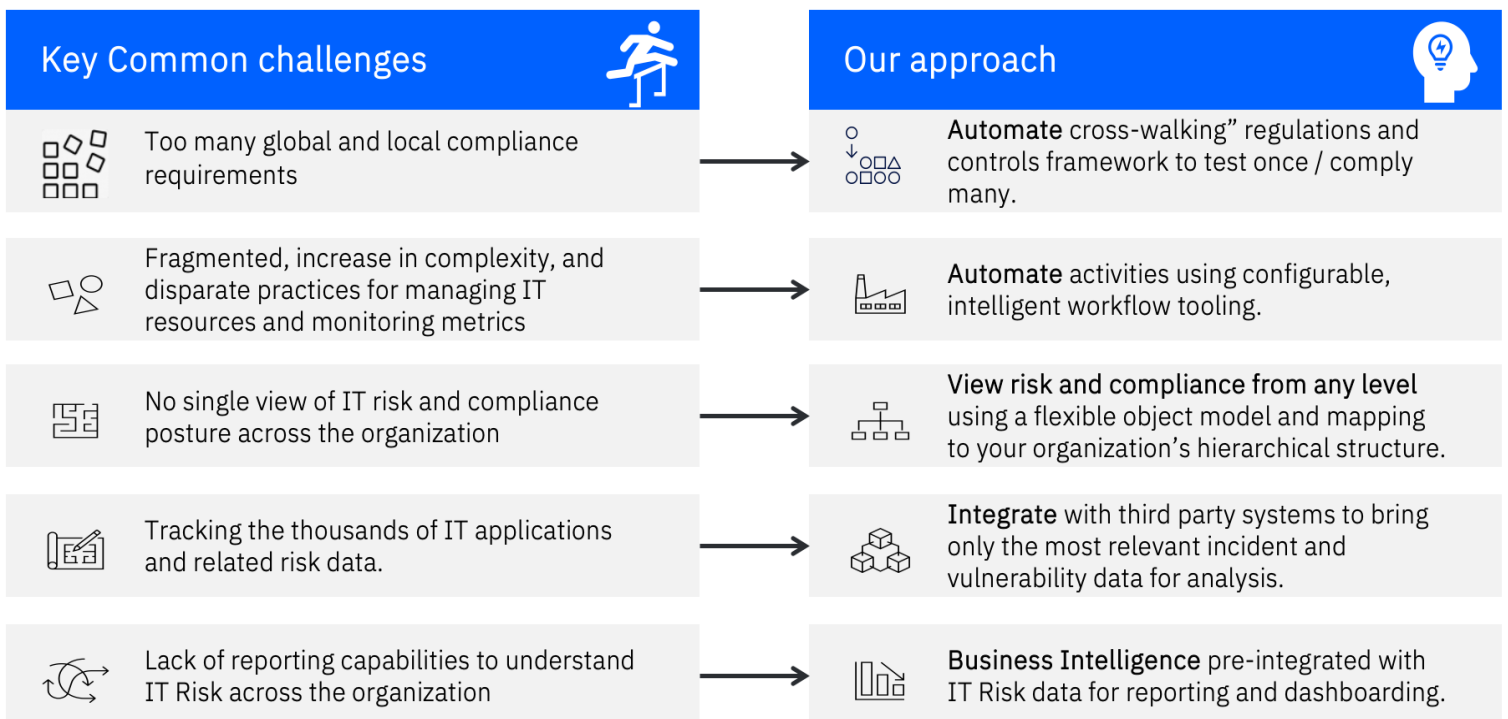 Key Common challenges
Our approach
Too many global and local compliance
requirements
Automate cross-walking” regulations and
controls framework to test once / comply
many.
Fragmented, increase in complexity, and
disparate practices for managing IT
resources and monitoring metrics
Automate activities using configurable,
intelligent workflow tooling.
No single view of IT risk and compliance
posture across the organization
View risk and compliance from any level
using a flexible object model and mapping
to your organization’s hierarchical structure.
Tracking the thousands of IT applications
and related risk data.
Integrate with third party systems to bring
only the most relevant incident and
vulnerability data for analysis.
Lack of reporting capabilities to understand
IT Risk across the organization
Business Intelligence pre-integrated with
IT Risk data for reporting and dashboarding.